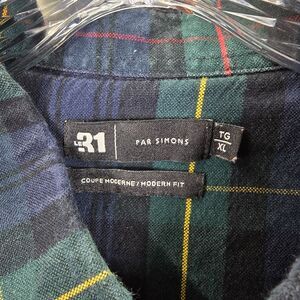 LE 31 PAR SIMONS
TG
XL
COUPE MODERNE / MODERN FIT